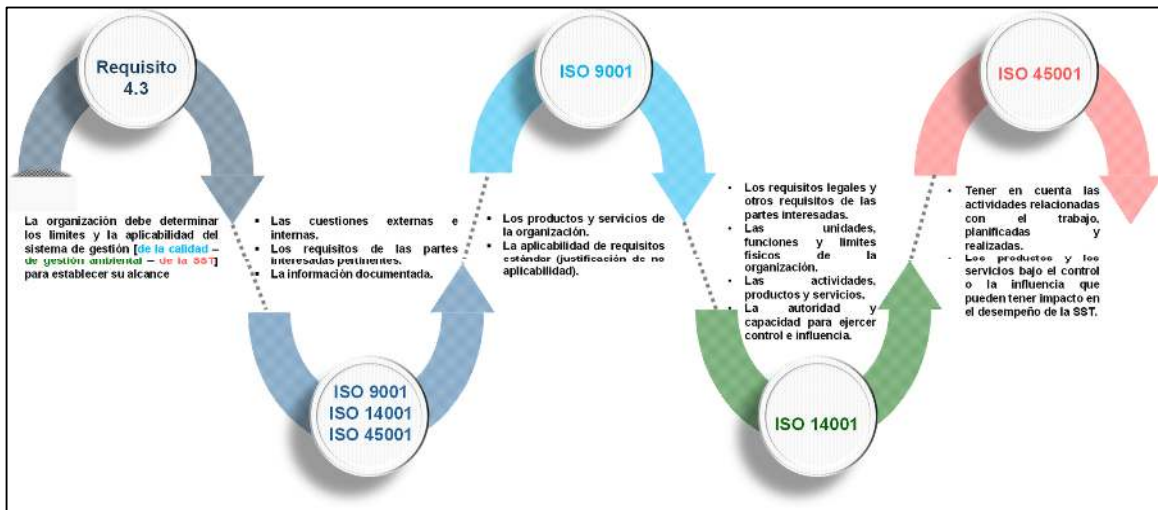 Requisito
4.3
La organización debe determinar
los límites y la aplicabilidad del
sistema de gestión [de la calidad –
de gestión ambiental – de la SST]
para establecer su alcance
▪ Las cuestiones externas e
internas.
▪ Los requisitos de las partes
interesadas pertinentes.
▪ La información documentada.
ISO 9001
ISO 14001
ISO 45001
ISO 9001
▪ Los productos y servicios de
la organización.
▪ La aplicabilidad de requisitos
estándar (justificación de no
aplicabilidad).
• Los requisitos legales y
otros requisitos de las
partes interesadas.
• Las unidades,
funciones y límites
físicos de la
organización.
• Las actividades,
productos y servicios.
• La autoridad y
capacidad para ejercer
control e influencia.
ISO 14001
ISO 45001
• Tener en cuenta las
actividades relacionadas
con el trabajo,
planificadas y
realizadas.
• Los productos y los
servicios bajo el control
o la influencia que
pueden tener impacto en
el desempeño de la SST.